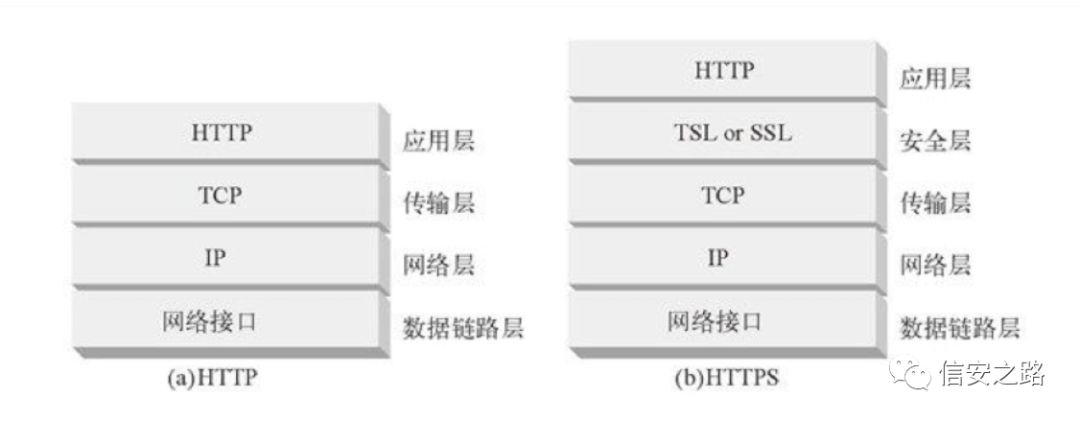 HTTP 应用层
TCP 传输层
IP 网络层
网络接口 数据链路层
(a)HTTP
HTTP 应用层
TSL or SSL 安全层
TCP 传输层
IP 网络层
网络接口 数据链路层
(b)HTTPS
信安之路